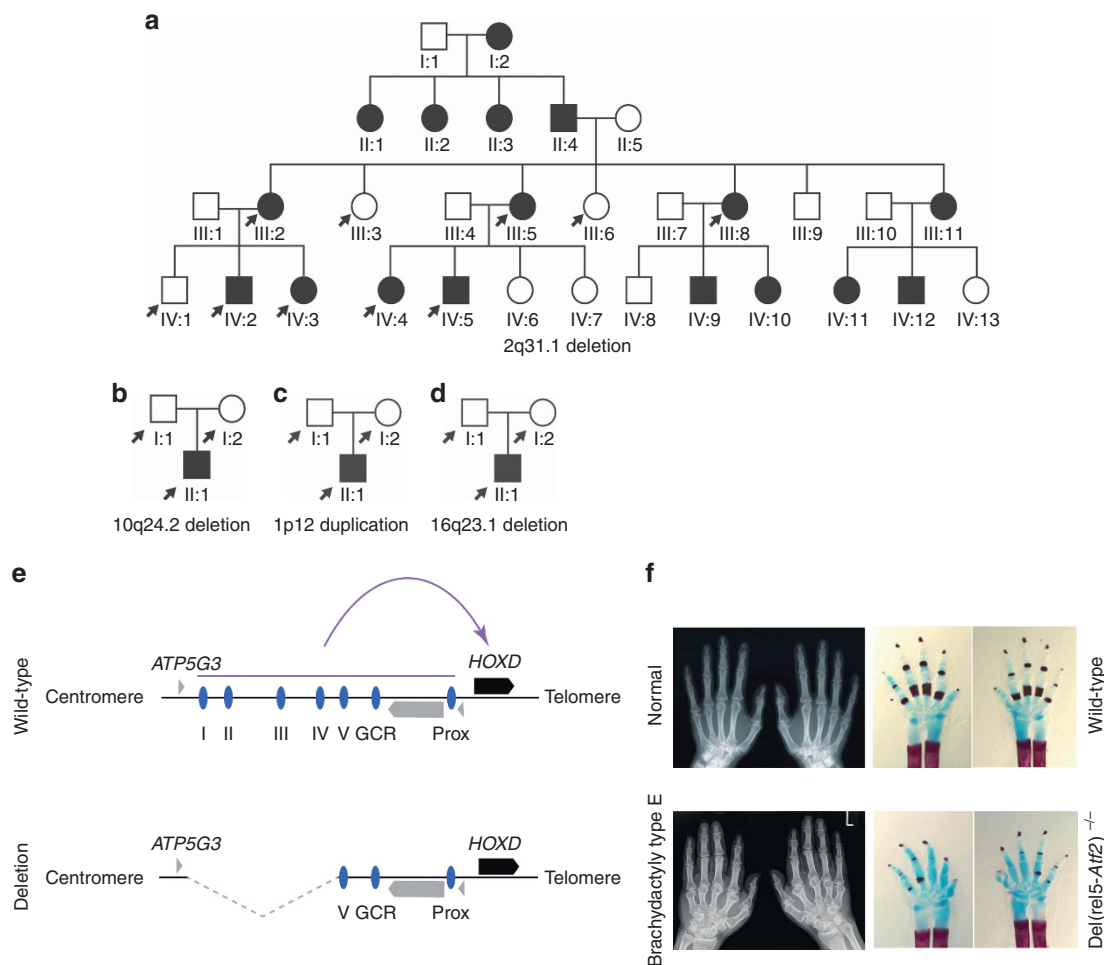 a
I:1 I:2
II:1 II:2 II:3 II:4 II:5
III:1 III:2 III:3 III:4 III:5 III:6 III:7 III:8 III:9 III:10 III:11
IV:1 IV:2 IV:3 IV:4 IV:5 IV:6 IV:7 IV:8 IV:9 IV:10 IV:11 IV:12 IV:13
2q31.1 deletion
b
I:1 I:2
II:1
10q24.2 deletion
c
I:1 I:2
II:1
1p12 duplication
d
I:1 I:2
II:1
16q23.1 deletion
e
Wild-type
ATP5G3
HOXD
Centromere
Telomere
I II III IV V GCR Prox
Deletion
ATP5G3
HOXD
Centromere
Telomere
V GCR Prox
f
Normal
Wild-type
Brachydactyly type E
L
Del(rel5-Atf2) –/–